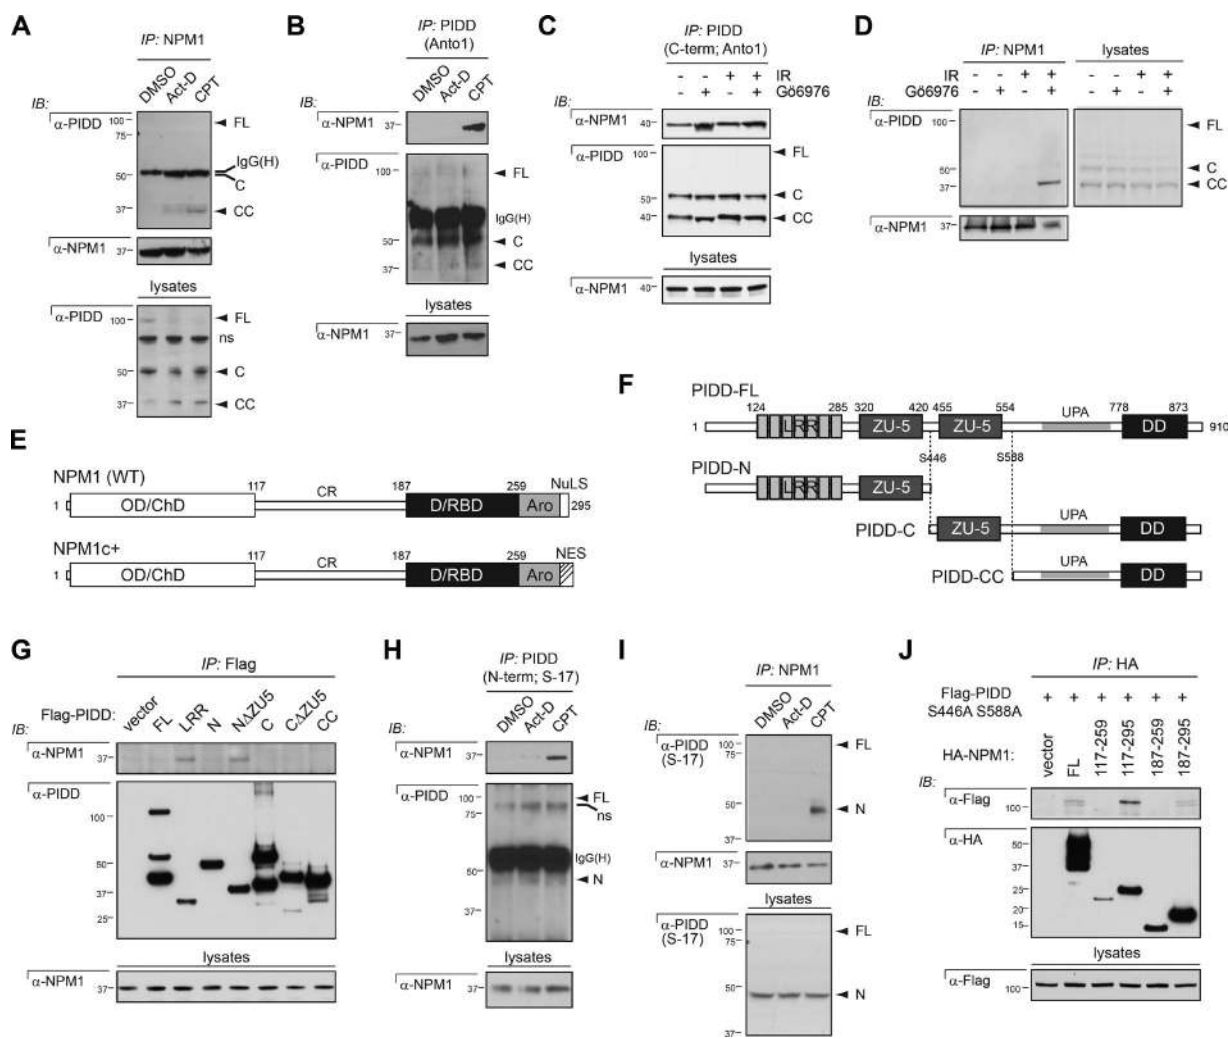 A
IP: NPM1
DMSO
Act-D
CPT
IB:
α-PIDD
100
75
50
37
FL
IgG(H)
C
CC
α-NPM1
37
lysates
α-PIDD
100
50
37
FL
ns
C
CC
B
IP: PIDD
(Anto1)
DMSO
Act-D
CPT
IB:
α-NPM1
37
α-PIDD
100
50
37
FL
IgG(H)
C
CC
lysates
α-NPM1
37
C
IP: PIDD
(C-term; Anto1)
- - + + IR
- + - + Gö6976
IB:
α-NPM1
40
α-PIDD
100
50
40
FL
C
CC
lysates
α-NPM1
40
D
IP: NPM1
lysates
IR - - + + - - + +
Gö6976 - + - + - + - +
IB:
α-PIDD
100
50
37
FL
C
CC
α-NPM1
37
E
NPM1 (WT)
117 187 259 NuLS
1 OD/ChD CR D/RBD Aro 295
NPM1c+
117 187 259 NES
1 OD/ChD CR D/RBD Aro
F
PIDD-FL
124 285 320 420 455 554 UPA 778 873
1 LRR ZU-5 ZU-5 DD 910
S446 S588
PIDD-N
LRR ZU-5
PIDD-C ZU-5 UPA DD
PIDD-CC UPA DD
G
IP: Flag
Flag-PIDD: vector FL LRR N NΔZU5 C CΔZU5 CC
IB:
α-NPM1
37
α-PIDD
100
50
37
25
lysates
α-NPM1
37
H
IP: PIDD
(N-term; S-17)
DMSO
Act-D
CPT
IB:
α-NPM1
37
α-PIDD
100
75
50
37
FL
ns
IgG(H)
N
lysates
α-NPM1
37
I
IP: NPM1
DMSO
Act-D
CPT
IB:
α-PIDD
(S-17)
100
75
50
37
FL
N
α-NPM1
37
lysates
α-PIDD
(S-17)
100
75
50
37
FL
N
J
IP: HA
Flag-PIDD
S446A S588A
+ + + + + +
HA-NPM1: vector FL 117-259 117-295 187-259 187-295
IB:
α-Flag
100
α-HA
50
37
25
20
15
lysates
α-Flag
100